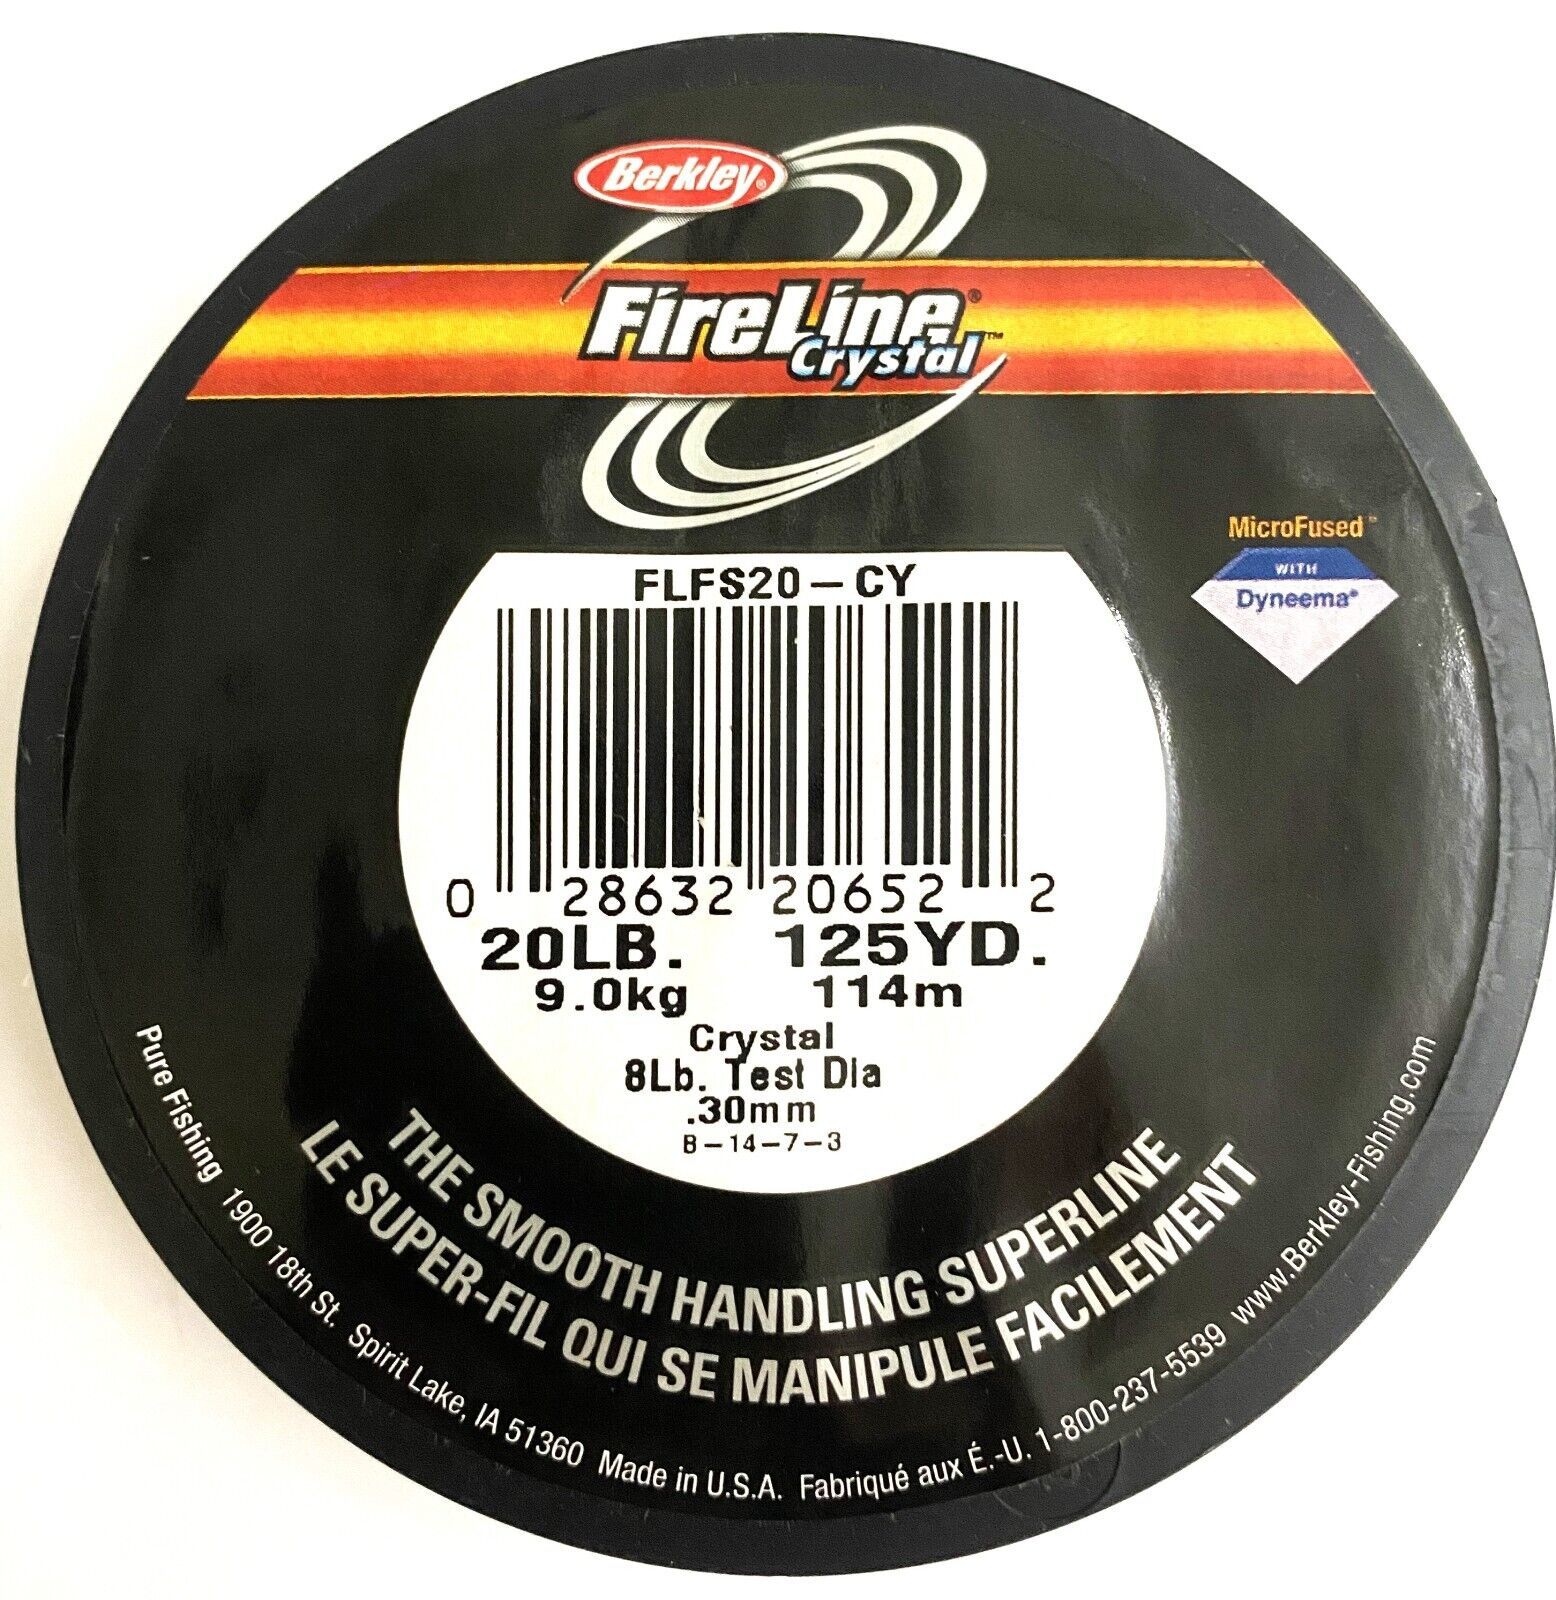 Berkley®
FireLine®
Crystal™
MicroFused™
WITH
Dyneema®
FLFS20-CY
0 28632 20652 2
20LB. 125YD.
9.0kg 114m
Crystal
8Lb. Test Dia
.30mm
B-14-7-3
THE SMOOTH HANDLING SUPERLINE
LE SUPER-FIL QUI SE MANIPULE FACILEMENT
Pure Fishing 1900 18th St. Spirit Lake, IA 51360 Made in U.S.A. Fabriqué aux É.-U. 1-800-237-5539 www.Berkley-Fishing.com